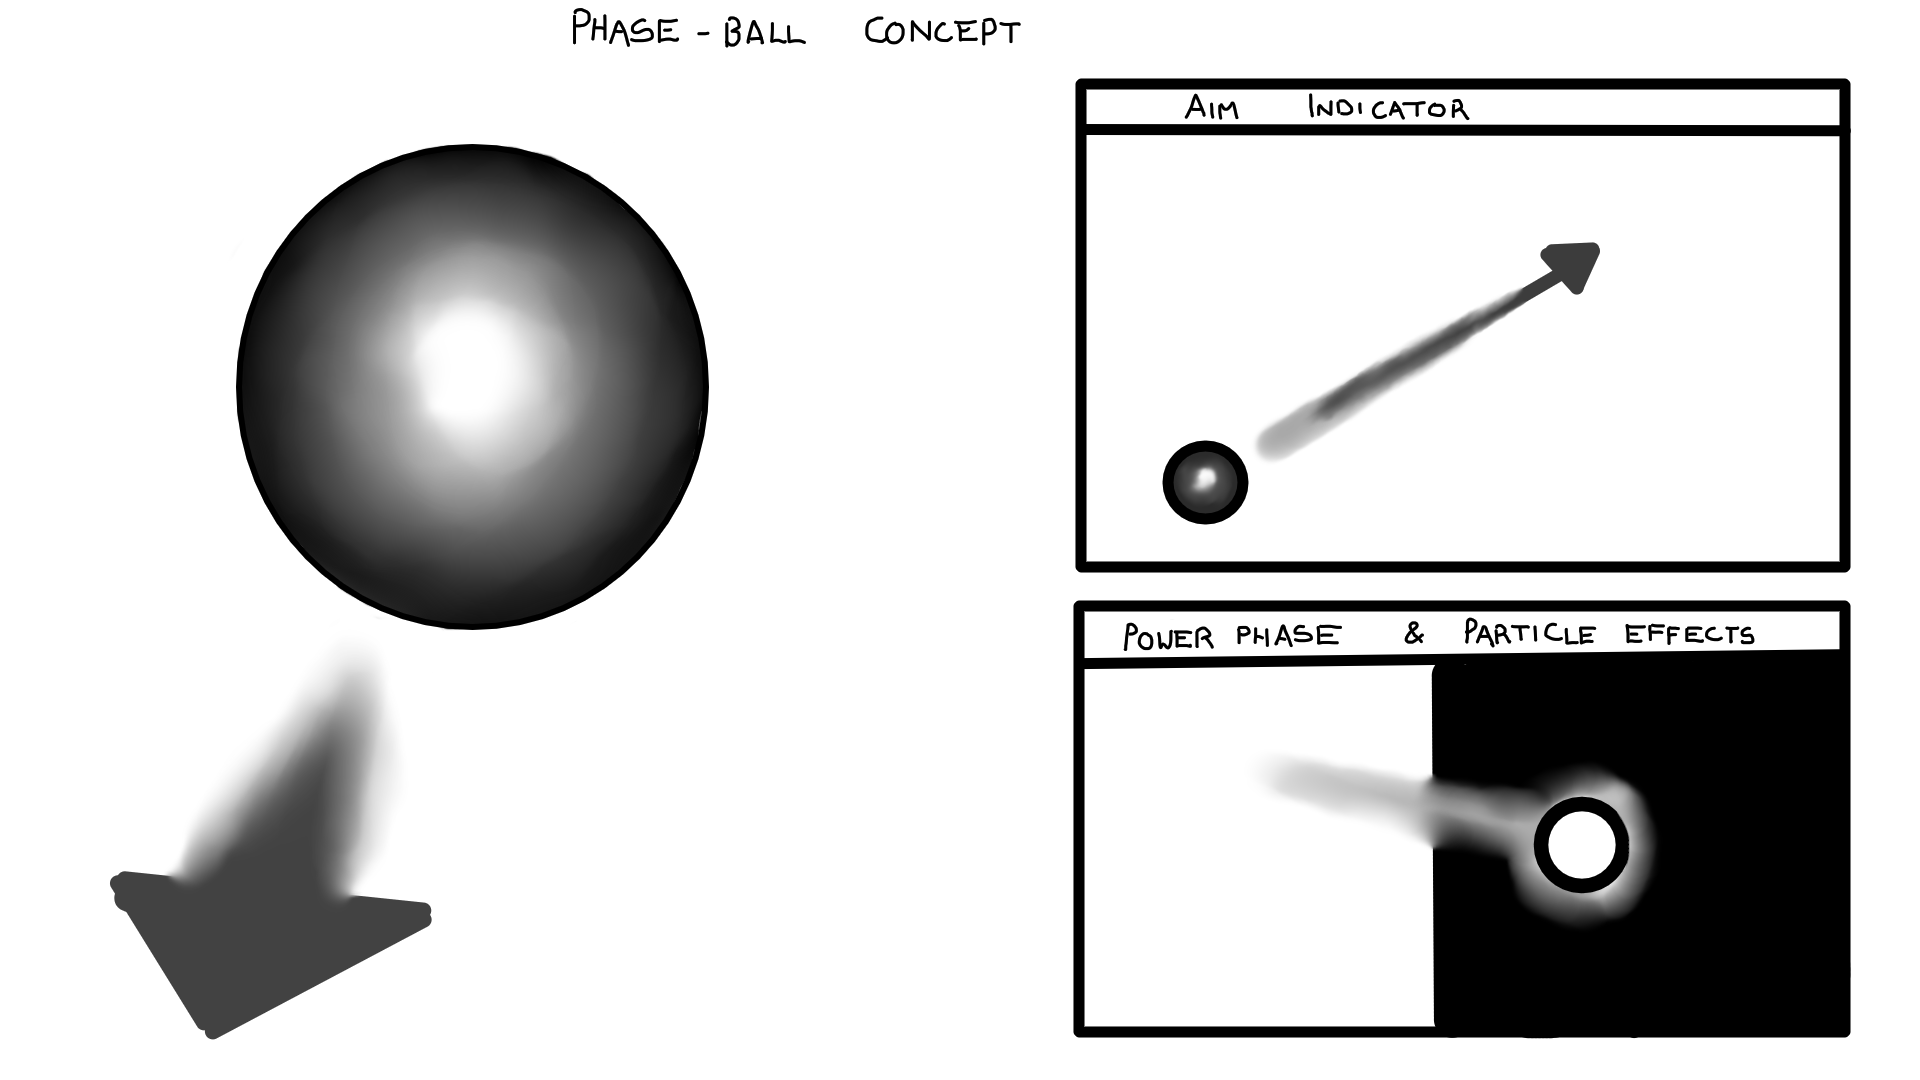 PHASE - BALL CONCEPT
AIM INDICATOR
POWER PHASE & PARTICLE EFFECTS